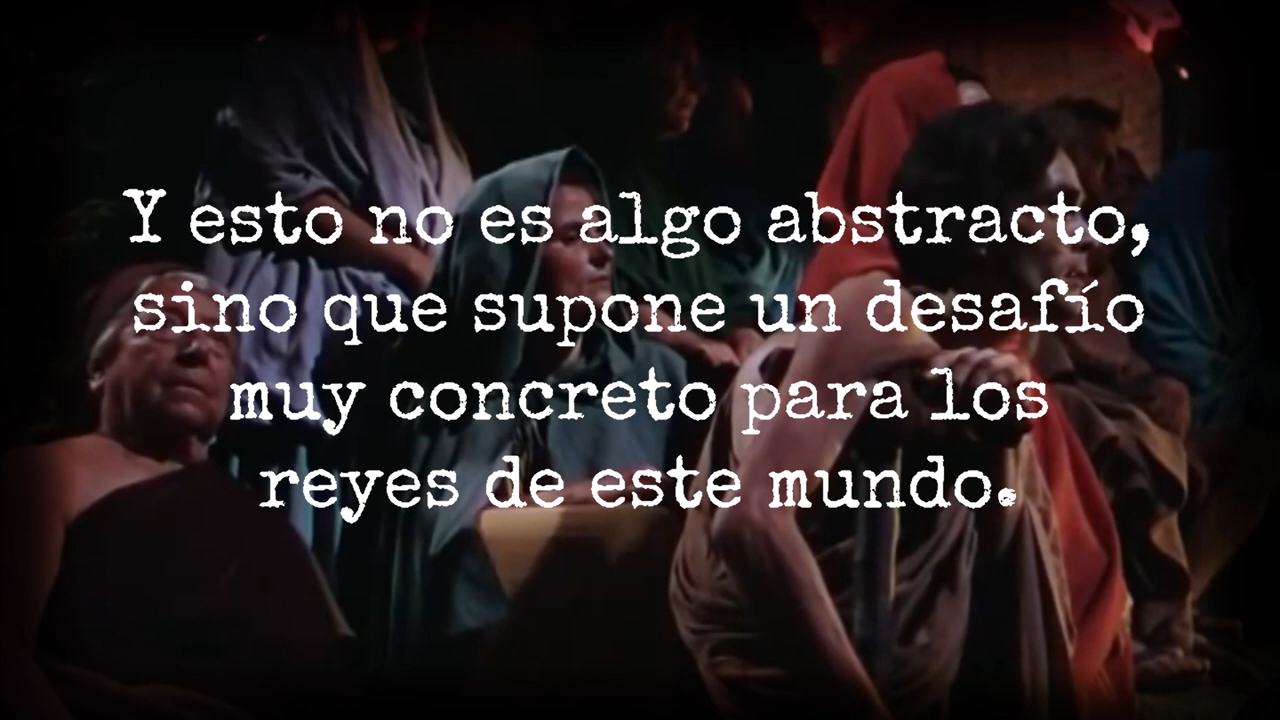 Y esto no es algo abstracto,
sino que supone un desafío
muy concreto para los
reyes de este mundo.